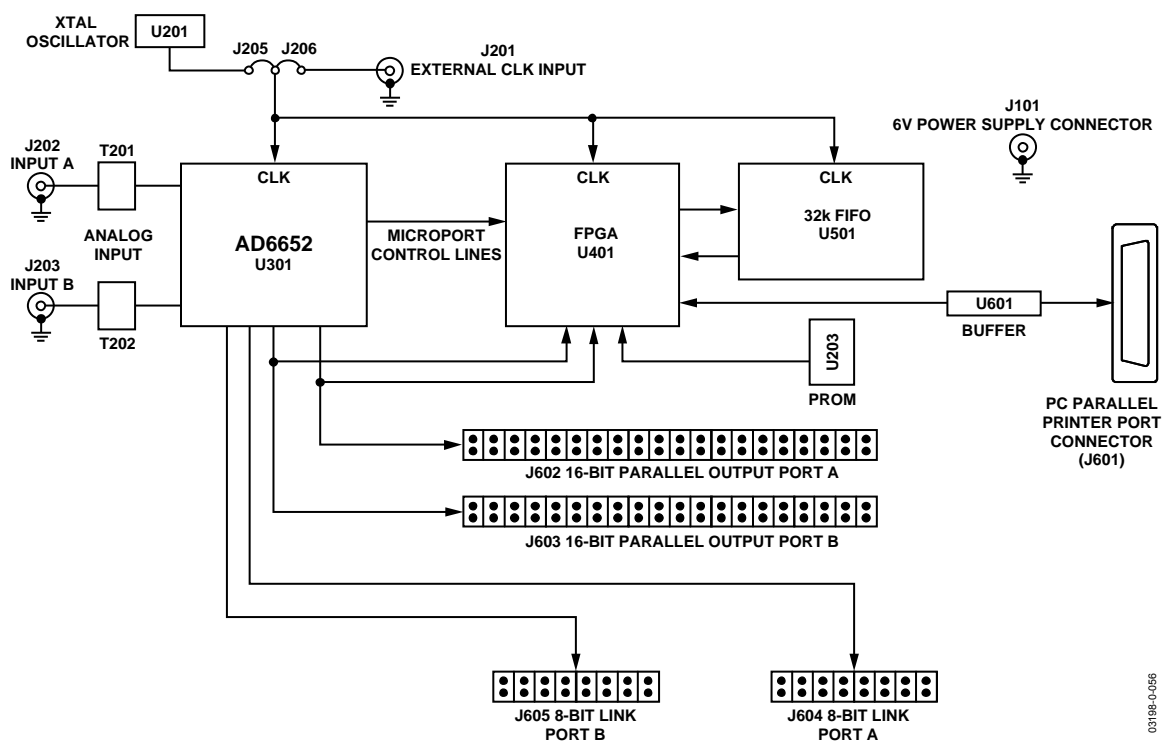 XTAL
OSCILLATOR
U201
J205
J206
J201
EXTERNAL CLK INPUT
J101
6V POWER SUPPLY CONNECTOR
J202
INPUT A
T201
CLK
CLK
CLK
ANALOG
INPUT
AD6652
U301
MICROPORT
CONTROL LINES
FPGA
U401
32k FIFO
U501
J203
INPUT B
T202
U601
BUFFER
U203
PROM
PC PARALLEL
PRINTER PORT
CONNECTOR
(J601)
J602 16-BIT PARALLEL OUTPUT PORT A
J603 16-BIT PARALLEL OUTPUT PORT B
J605 8-BIT LINK
PORT B
J604 8-BIT LINK
PORT A
03198-0-056